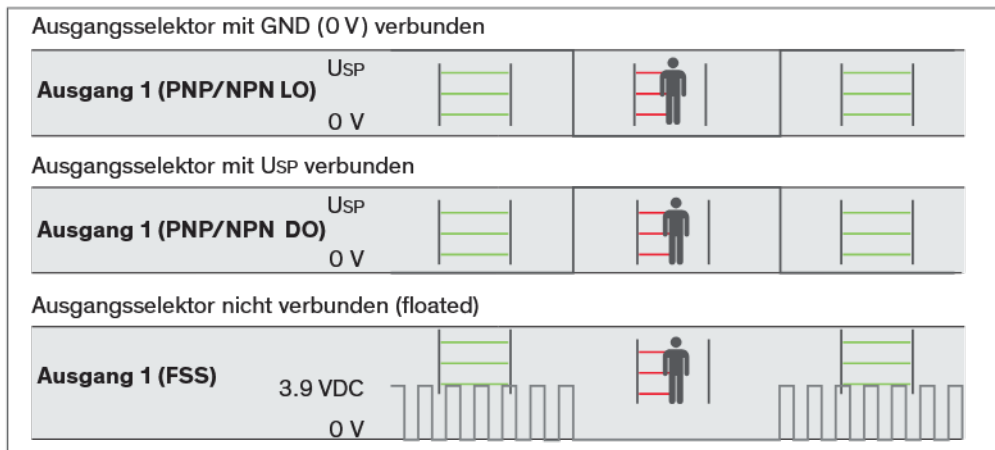 Ausgangsselektor mit GND (0 V) verbunden
USP
Ausgang 1 (PNP/NPN LO)
0 V
Ausgangsselektor mit USP verbunden
USP
Ausgang 1 (PNP/NPN DO)
0 V
Ausgangsselektor nicht verbunden (floated)
Ausgang 1 (FSS)
3.9 VDC
0 V